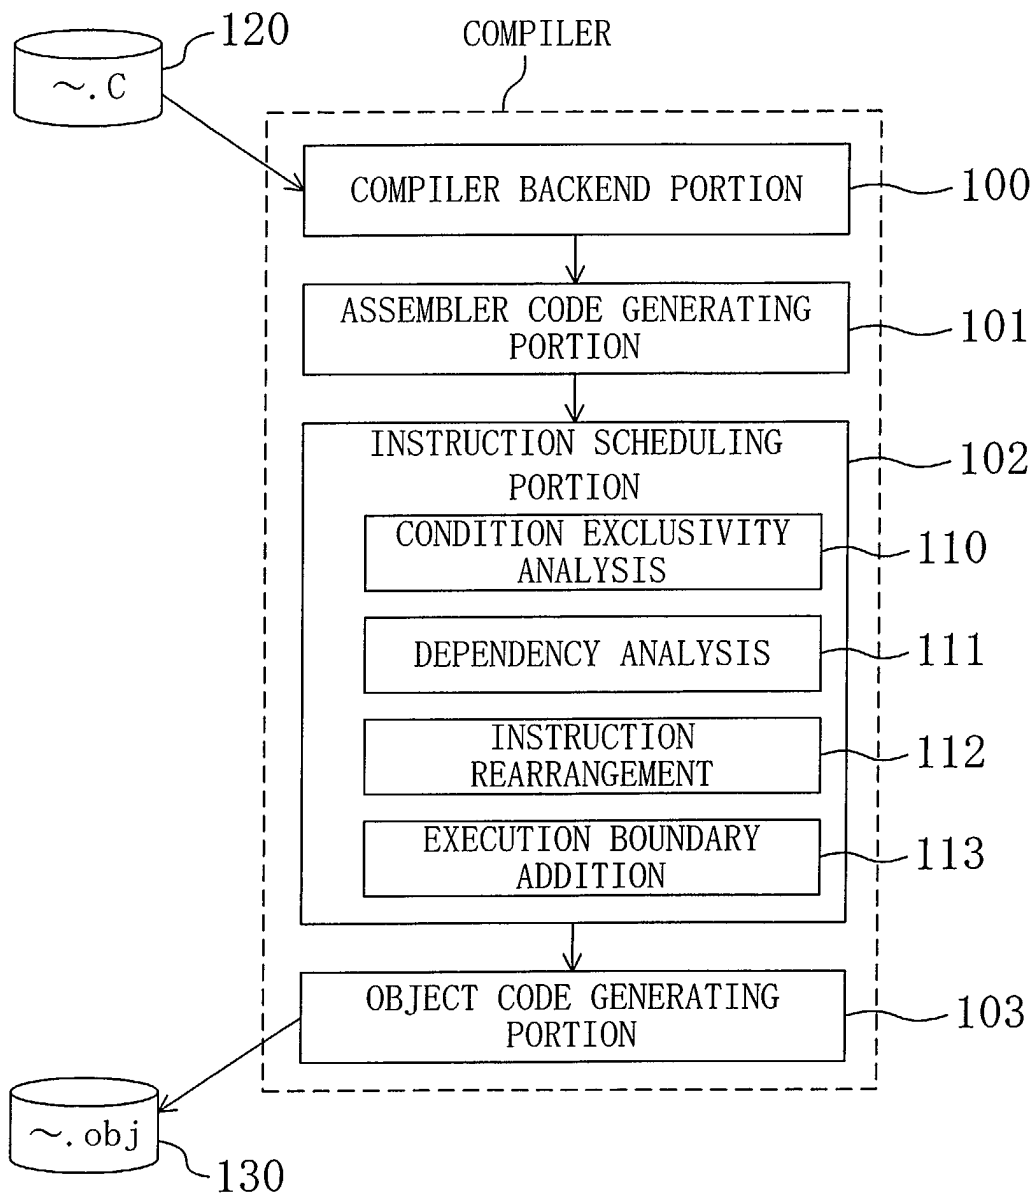 120
COMPILER
~.C
COMPILER BACKEND PORTION
100
ASSEMBLER CODE GENERATING
PORTION
101
INSTRUCTION SCHEDULING
PORTION
102
CONDITION EXCLUSIVITY
ANALYSIS
110
DEPENDENCY ANALYSIS
111
INSTRUCTION
REARRANGEMENT
112
EXECUTION BOUNDARY
ADDITION
113
OBJECT CODE GENERATING
PORTION
103
~.obj
130